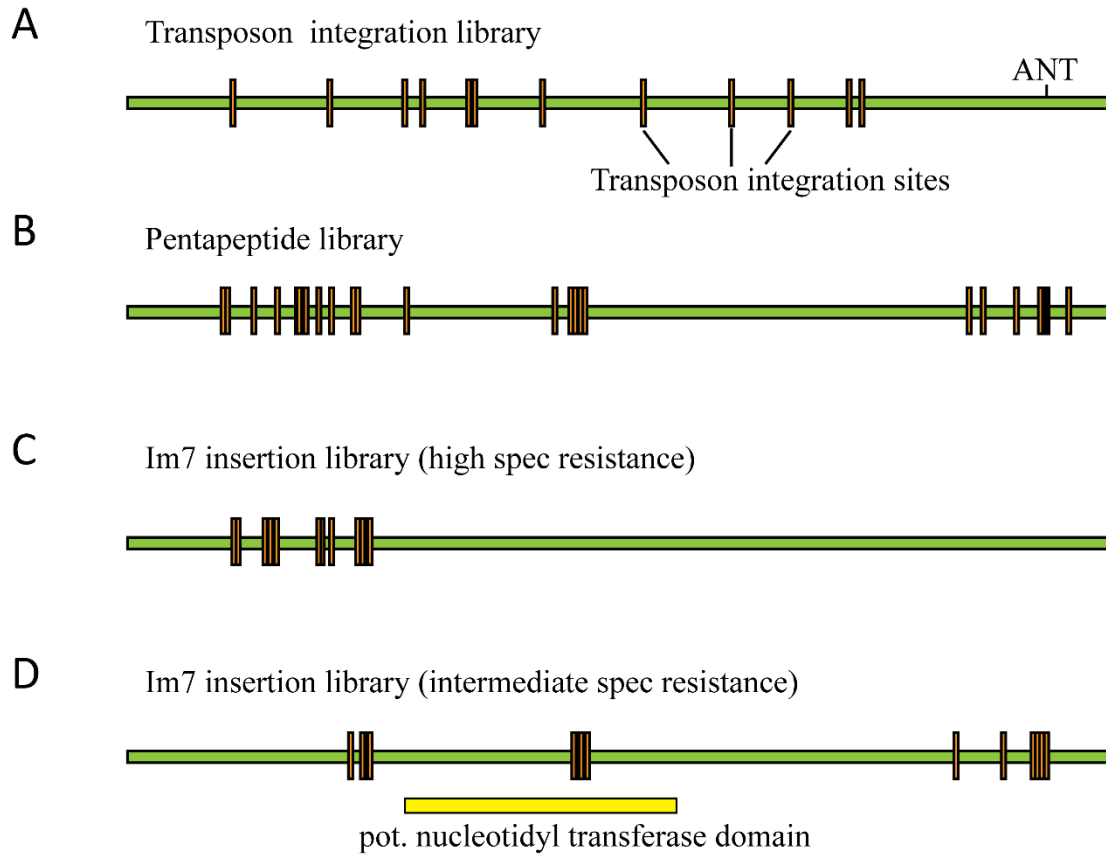 A
Transposon integration library
ANT
Transposon integration sites
B
Pentapeptide library
C
Im7 insertion library (high spec resistance)
D
Im7 insertion library (intermediate spec resistance)
pot. nucleotidyl transferase domain